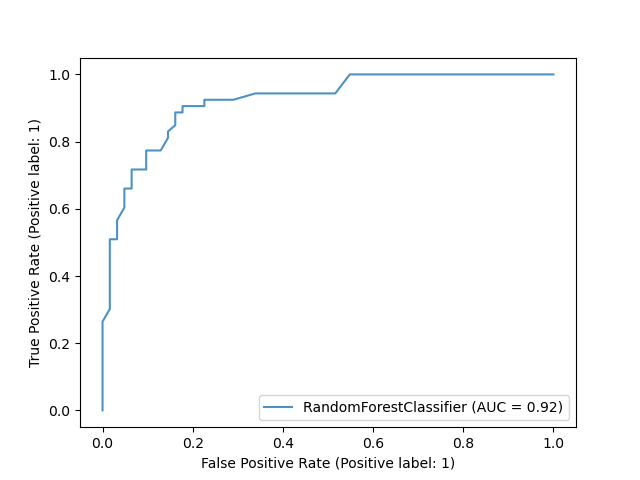 1.0
0.8
0.6
0.4
0.2
0.0
True Positive Rate (Positive label: 1)
RandomForestClassifier (AUC = 0.92)
0.0 0.2 0.4 0.6 0.8 1.0
False Positive Rate (Positive label: 1)